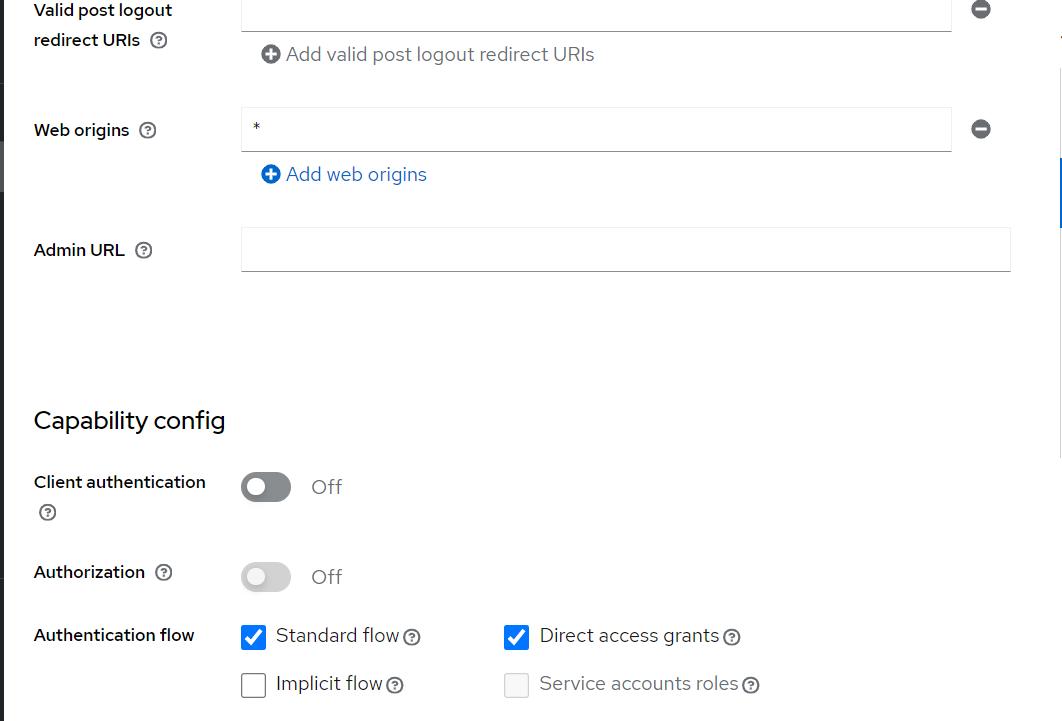 Valid post logout
redirect URIs
Add valid post logout redirect URIs
Web origins
*
Add web origins
Admin URL
Capability config
Client authentication
Off
Authorization
Off
Authentication flow
Standard flow
Direct access grants
Implicit flow
Service accounts roles